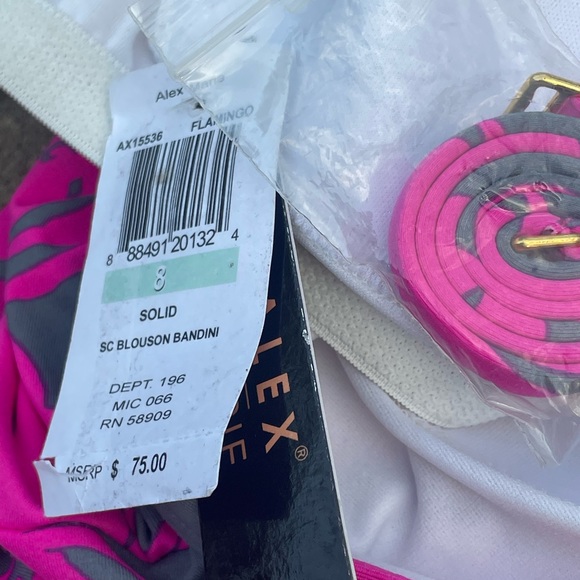 Alex
AX15536 FLAMINGO
8 88491 20132 4
8
SOLID
SC BLOUSON BANDINI
DEPT. 196
MIC 066
RN 58909
MSRP $ 75.00
ALEX®